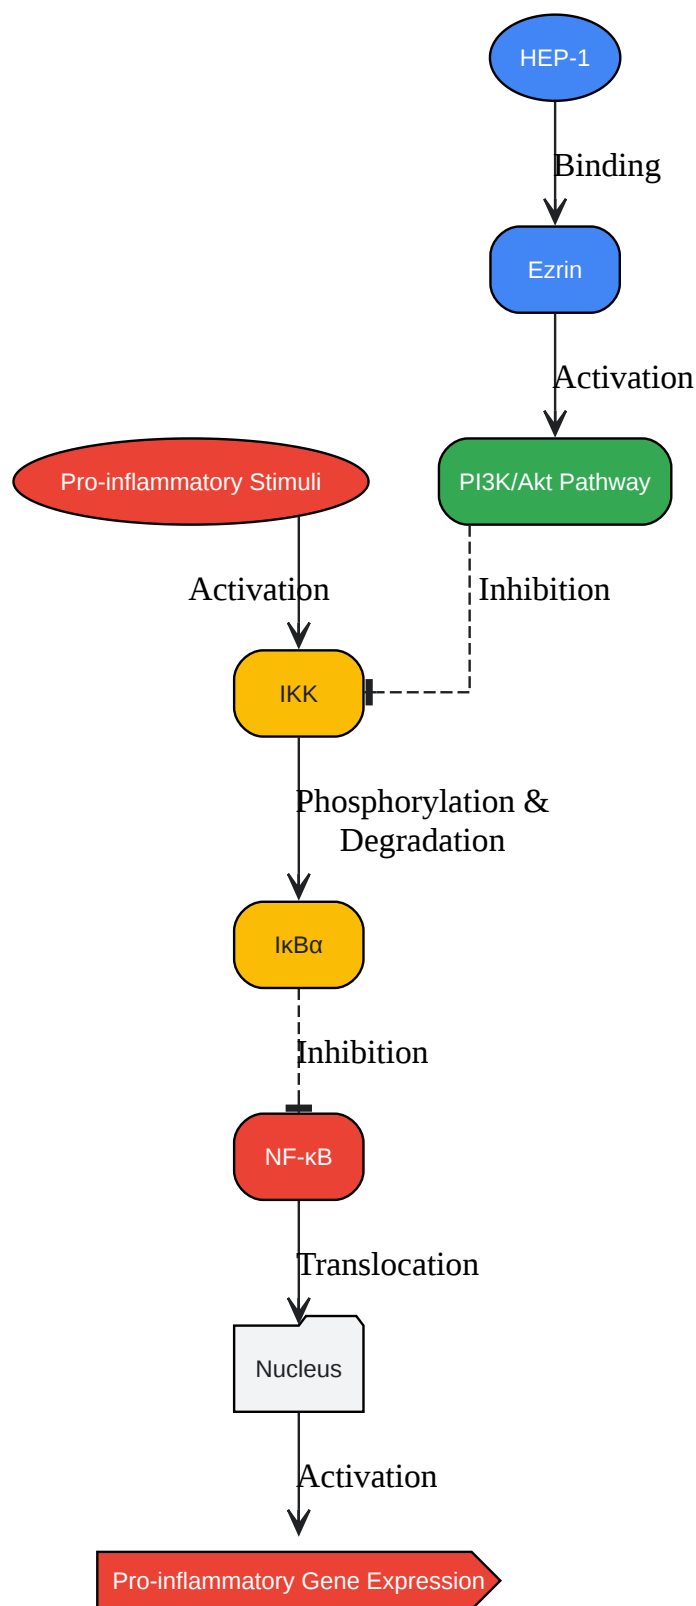 HEP-1
Binding
Ezrin
Activation
Pro-inflammatory Stimuli
PI3K/Akt Pathway
Activation
Inhibition
IKK
Phosphorylation &
Degradation
IκBα
Inhibition
NF-κB
Translocation
Nucleus
Activation
Pro-inflammatory Gene Expression